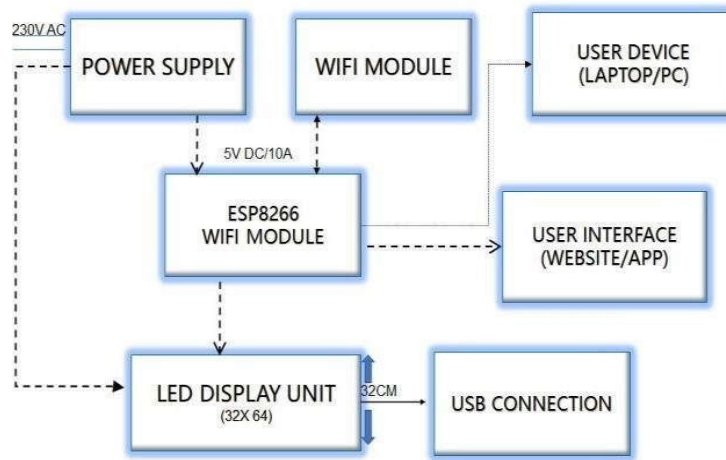 230V AC
POWER SUPPLY
WIFI MODULE
USER DEVICE
(LAPTOP/PC)
5V DC/10A
ESP8266
WIFI MODULE
USER INTERFACE
(WEBSITE/APP)
LED DISPLAY UNIT
(32X 64)
32CM
USB CONNECTION